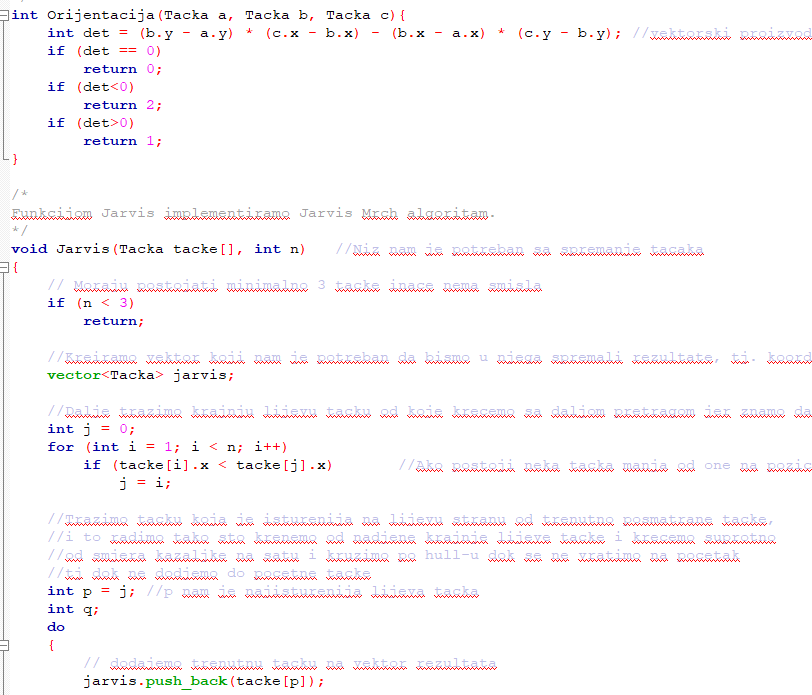 int Orijentacija(Tacka a, Tacka b, Tacka c){
int det = (b.y - a.y) * (c.x - b.x) - (b.x - a.x) * (c.y - b.y); //vektorski proizvod
if (det == 0)
return 0;
if (det<0)
return 2;
if (det>0)
return 1;
}
/*
Funkcijom Jarvis implementiramo Jarvis Mrch algoritam.
*/
void Jarvis(Tacka tacke[], int n) //Niz nam je potreban sa spremanje tacaka
{
// Moraju postojati minimalno 3 tacke inace nema smisla
if (n < 3)
return;
//Kreiramo vektor koji nam je potreban da bismo u njega spremali rezultate, tj. koord
vector<Tacka> jarvis;
//Dalje trazimo krajnju lijevu tacku od koje krecemo sa daljom pretragom jer znamo da
int j = 0;
for (int i = 1; i < n; i++)
if (tacke[i].x < tacke[j].x) //Ako postoji neka tacka manja od one na pozic
j = i;
//Trazimo tacku koja je isturenija na lijevu stranu od trenutno posmatrane tacke,
//i to radimo tako sto krenemo od nadjene krajnje lijeve tacke i krecemo suprotno
//od smjera kazalike na satu i kruzimo po hull-u dok se ne vratimo na pocetak
//tj dok ne dodjemo do pocetne tacke
int p = j; //p nam je najisturenija lijeva tacka
int q;
do
{
// dodajemo trenutnu tacku na vektor rezultata
jarvis.push_back(tacke[p]);